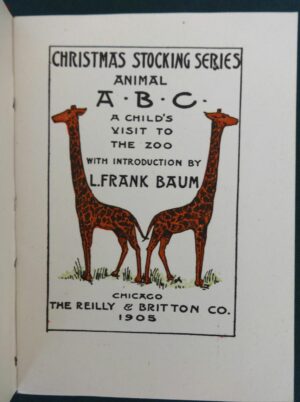 CHRISTMAS STOCKING SERIES
ANIMAL
A·B·C·
A CHILD'S
VISIT TO
THE ZOO
WITH INTRODUCTION BY
L. FRANK BAUM
CHICAGO
THE REILLY & BRITTON CO.
1905